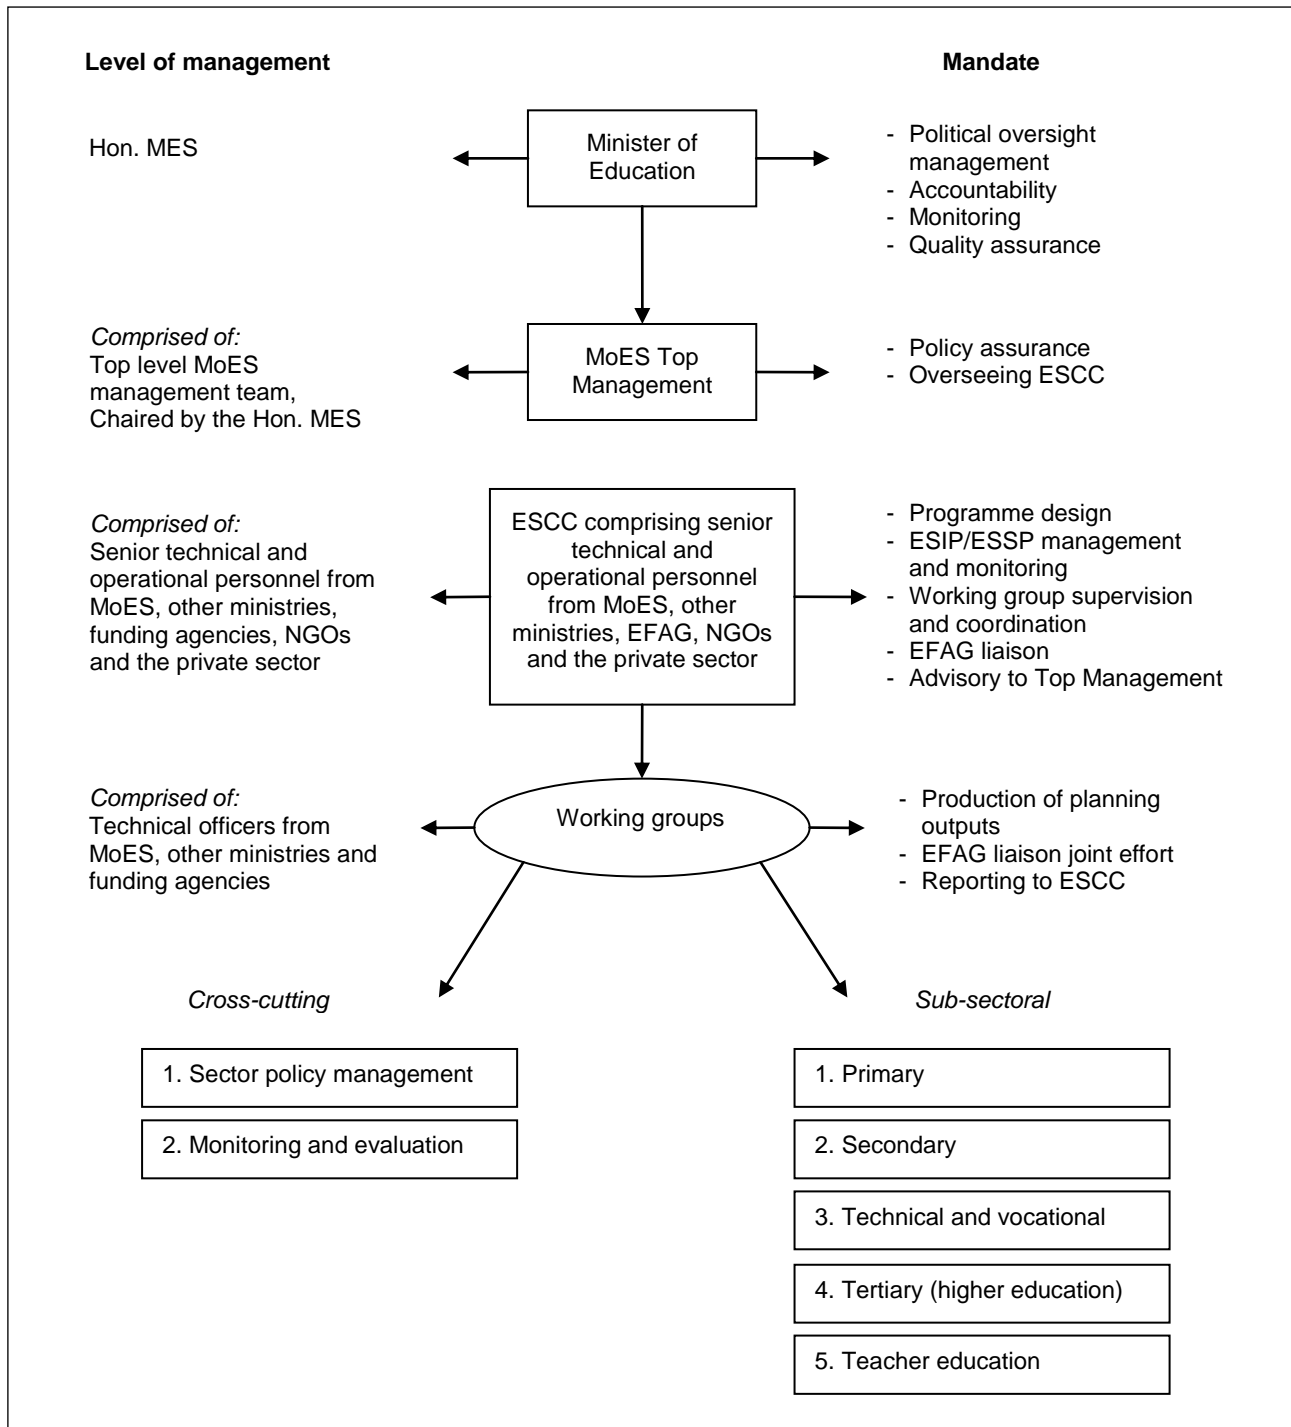 Level of management
Mandate
Hon. MES
Minister of
Education
- Political oversight
management
- Accountability
- Monitoring
- Quality assurance
Comprised of:
Top level MoES
management team,
Chaired by the Hon. MES
MoES Top
Management
- Policy assurance
- Overseeing ESCC
Comprised of:
Senior technical and
operational personnel from
MoES, other ministries,
funding agencies, NGOs
and the private sector
ESCC comprising senior
technical and
operational personnel
from MoES, other
ministries, EFAG, NGOs
and the private sector
- Programme design
- ESIP/ESSP management
and monitoring
- Working group supervision
and coordination
- EFAG liaison
- Advisory to Top Management
Comprised of:
Technical officers from
MoES, other ministries and
funding agencies
Working groups
- Production of planning
outputs
- EFAG liaison joint effort
- Reporting to ESCC
Cross-cutting
1. Sector policy management
2. Monitoring and evaluation
Sub-sectoral
1. Primary
2. Secondary
3. Technical and vocational
4. Tertiary (higher education)
5. Teacher education